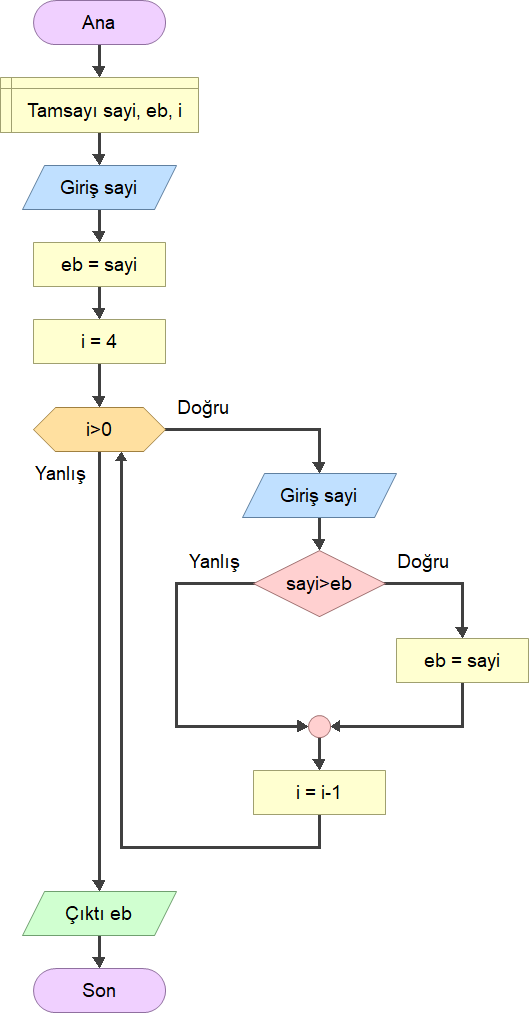 Ana
Tamsayı sayi, eb, i
Giriş sayi
eb = sayi
i = 4
i>0
Doğru
Yanlış
Giriş sayi
sayi>eb
Yanlış
Doğru
eb = sayi
i = i-1
Çıktı eb
Son